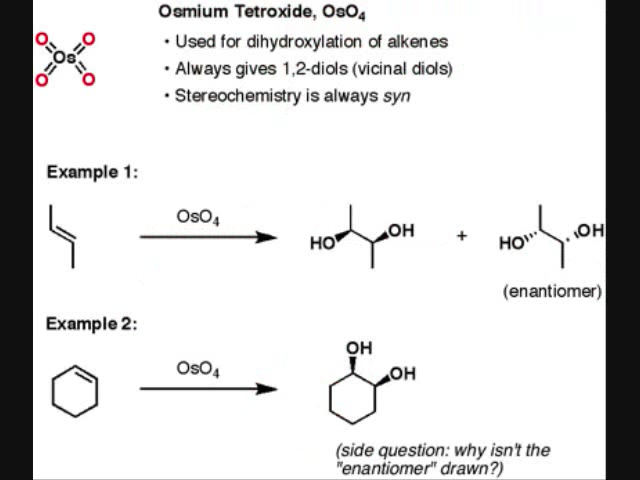 Osmium Tetroxide, OsO₄
• Used for dihydroxylation of alkenes
• Always gives 1,2-diols (vicinal diols)
• Stereochemistry is always syn
O O
Os
O O
Example 1:
OsO₄
HO OH
+
HO OH
(enantiomer)
Example 2:
OsO₄
OH
OH
(side question: why isn't the
"enantiomer" drawn?)